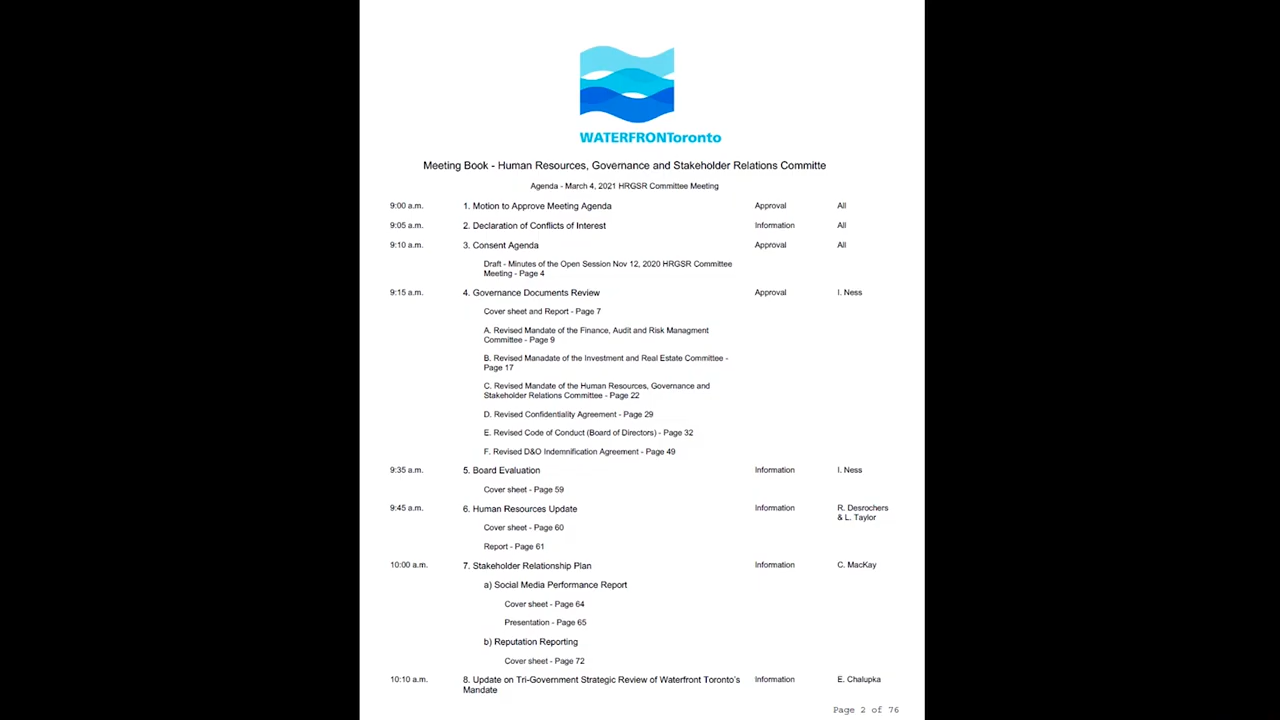 WATERFRONToronto
Meeting Book - Human Resources, Governance and Stakeholder Relations Committe
Agenda - March 4, 2021 HRGSR Committee Meeting
9:00 a.m. 1. Motion to Approve Meeting Agenda Approval All
9:05 a.m. 2. Declaration of Conflicts of Interest Information All
9:10 a.m. 3. Consent Agenda Approval All
Draft - Minutes of the Open Session Nov 12, 2020 HRGSR Committee
Meeting - Page 4
9:15 a.m. 4. Governance Documents Review Approval I. Ness
Cover sheet and Report - Page 7
A. Revised Mandate of the Finance, Audit and Risk Managment
Committee - Page 9
B. Revised Manadate of the Investment and Real Estate Committee -
Page 17
C. Revised Mandate of the Human Resources, Governance and
Stakeholder Relations Committee - Page 22
D. Revised Confidentiality Agreement - Page 29
E. Revised Code of Conduct (Board of Directors) - Page 32
F. Revised D&O Indemnification Agreement - Page 49
9:35 a.m. 5. Board Evaluation Information I. Ness
Cover sheet - Page 59
9:45 a.m. 6. Human Resources Update Information R. Desrochers
& L. Taylor
Cover sheet - Page 60
Report - Page 61
10:00 a.m. 7. Stakeholder Relationship Plan Information C. MacKay
a) Social Media Performance Report
Cover sheet - Page 64
Presentation - Page 65
b) Reputation Reporting
Cover sheet - Page 72
10:10 a.m. 8. Update on Tri-Government Strategic Review of Waterfront Toronto's Information E. Chalupka
Mandate
Page 2 of 76